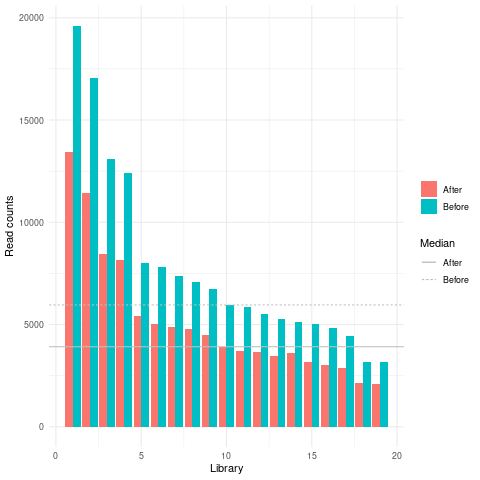 20000
15000
10000
5000
0
Read counts
0 5 10 15 20
Library
After
Before
Median
After
Before